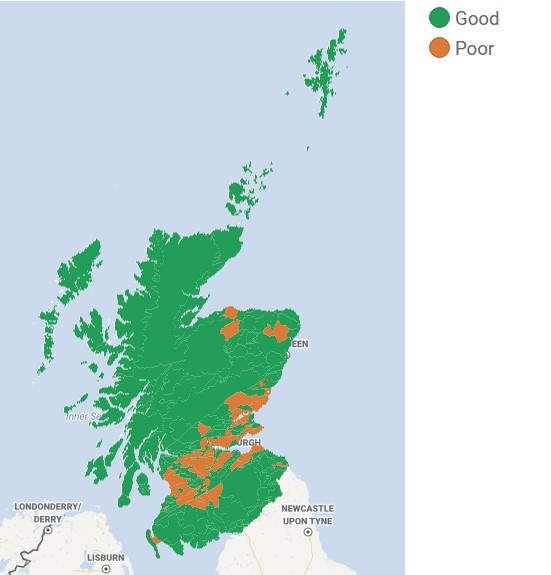 Good
Poor
EEN
Inner Se
URGH
LONDONDERRY/
DERRY
LISBURN
NEWCASTLE
UPON TYNE